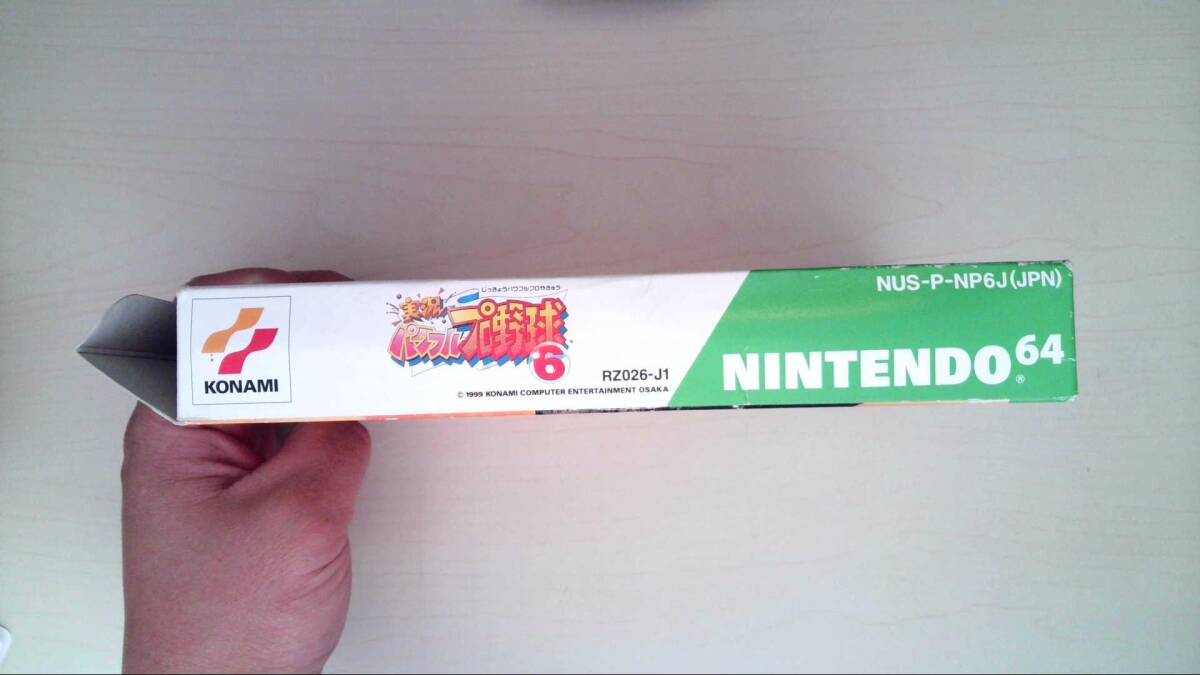 KONAMI
じっきょうパワフルプロやきゅう
実況
パワフルプロ野球
6
RZ026-J1
© 1999 KONAMI COMPUTER ENTERTAINMENT OSAKA
NUS-P-NP6J(JPN)
NINTENDO64®